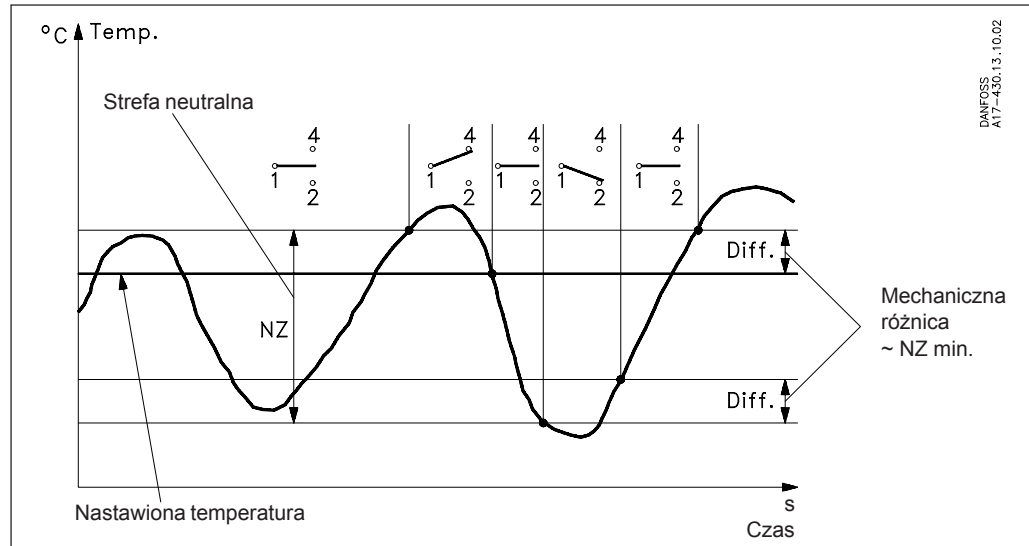 °C Temp.
DANFOSS
A17-430.13.10.02
Strefa neutralna
4
1
2
4
1
2
4
1
2
4
1
2
4
1
2
Diff.
NZ
Mechaniczna
różnica
~ NZ min.
Diff.
Nastawiona temperatura
s
Czas